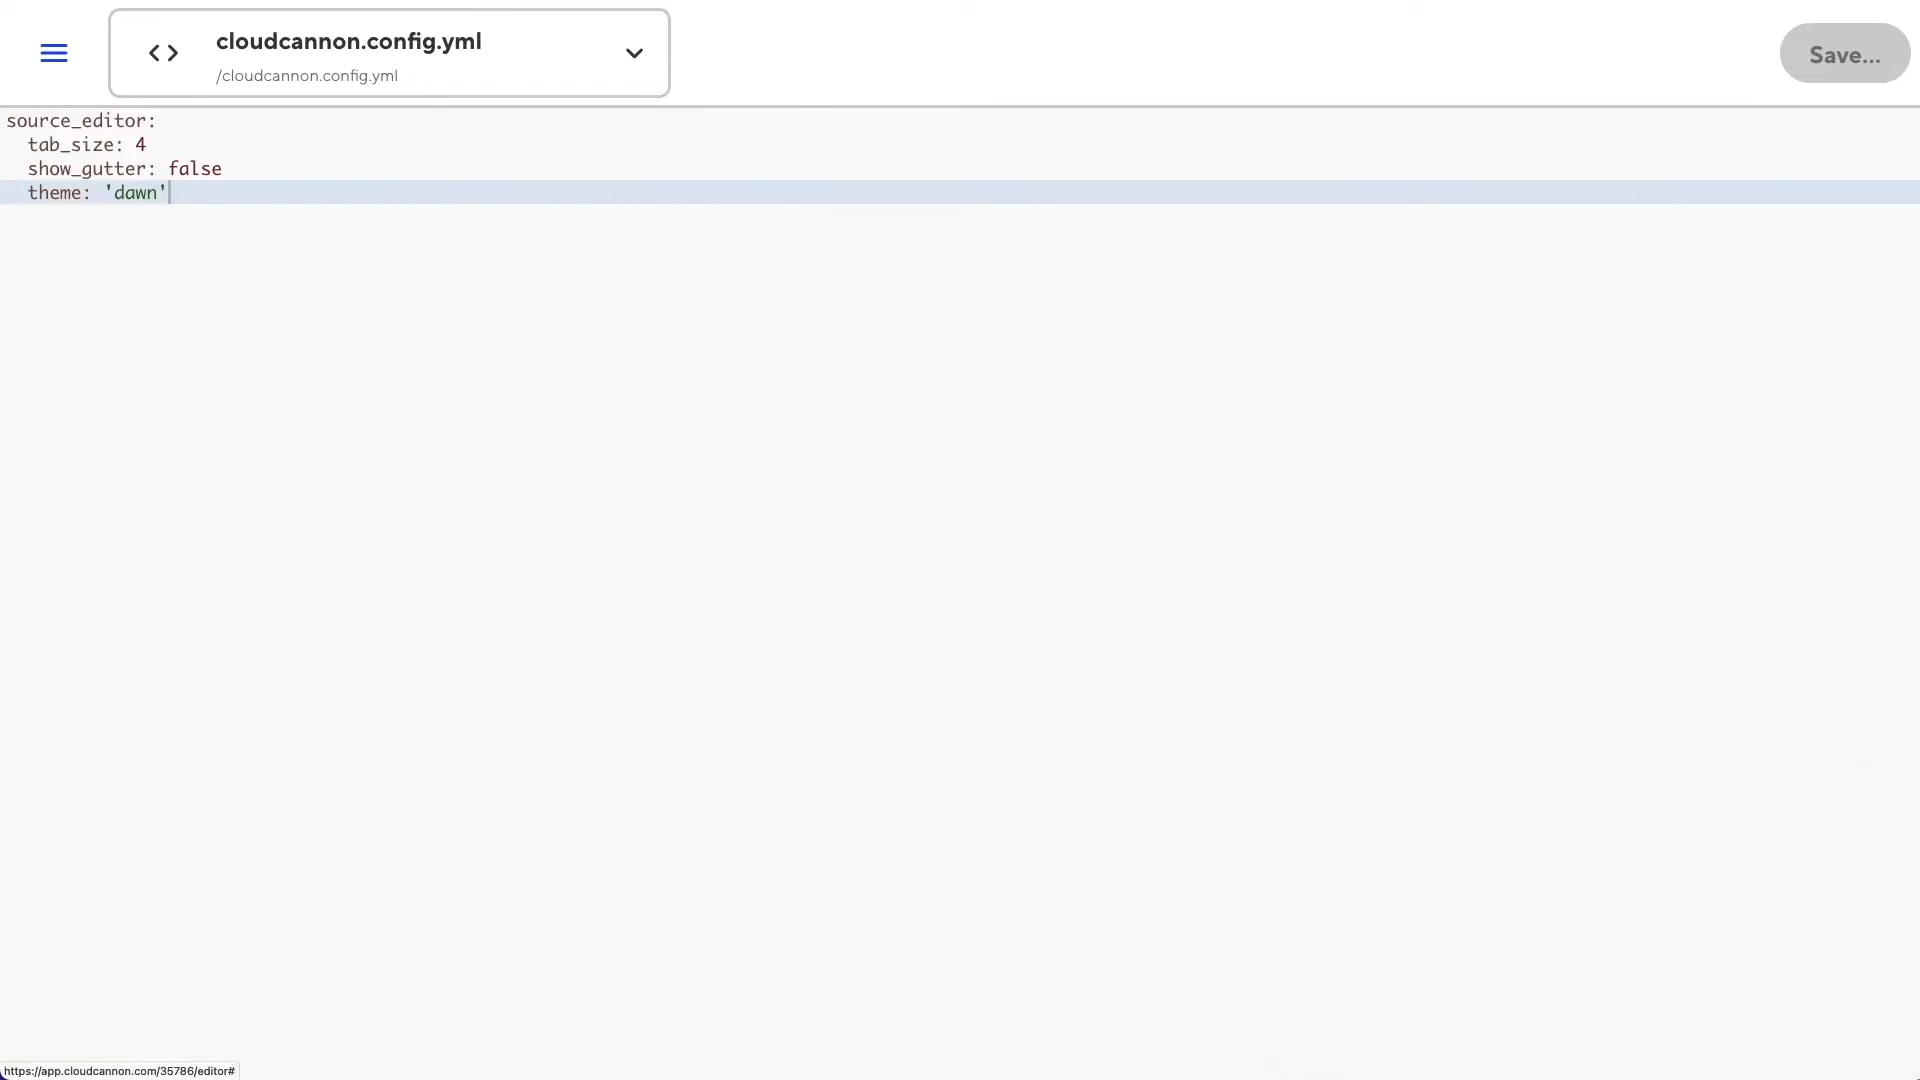 cloudcannon.config.yml
/cloudcannon.config.yml
Save...
source_editor:
  tab_size: 4
  show_gutter: false
  theme: 'dawn'
https://app.cloudcannon.com/35786/editor#